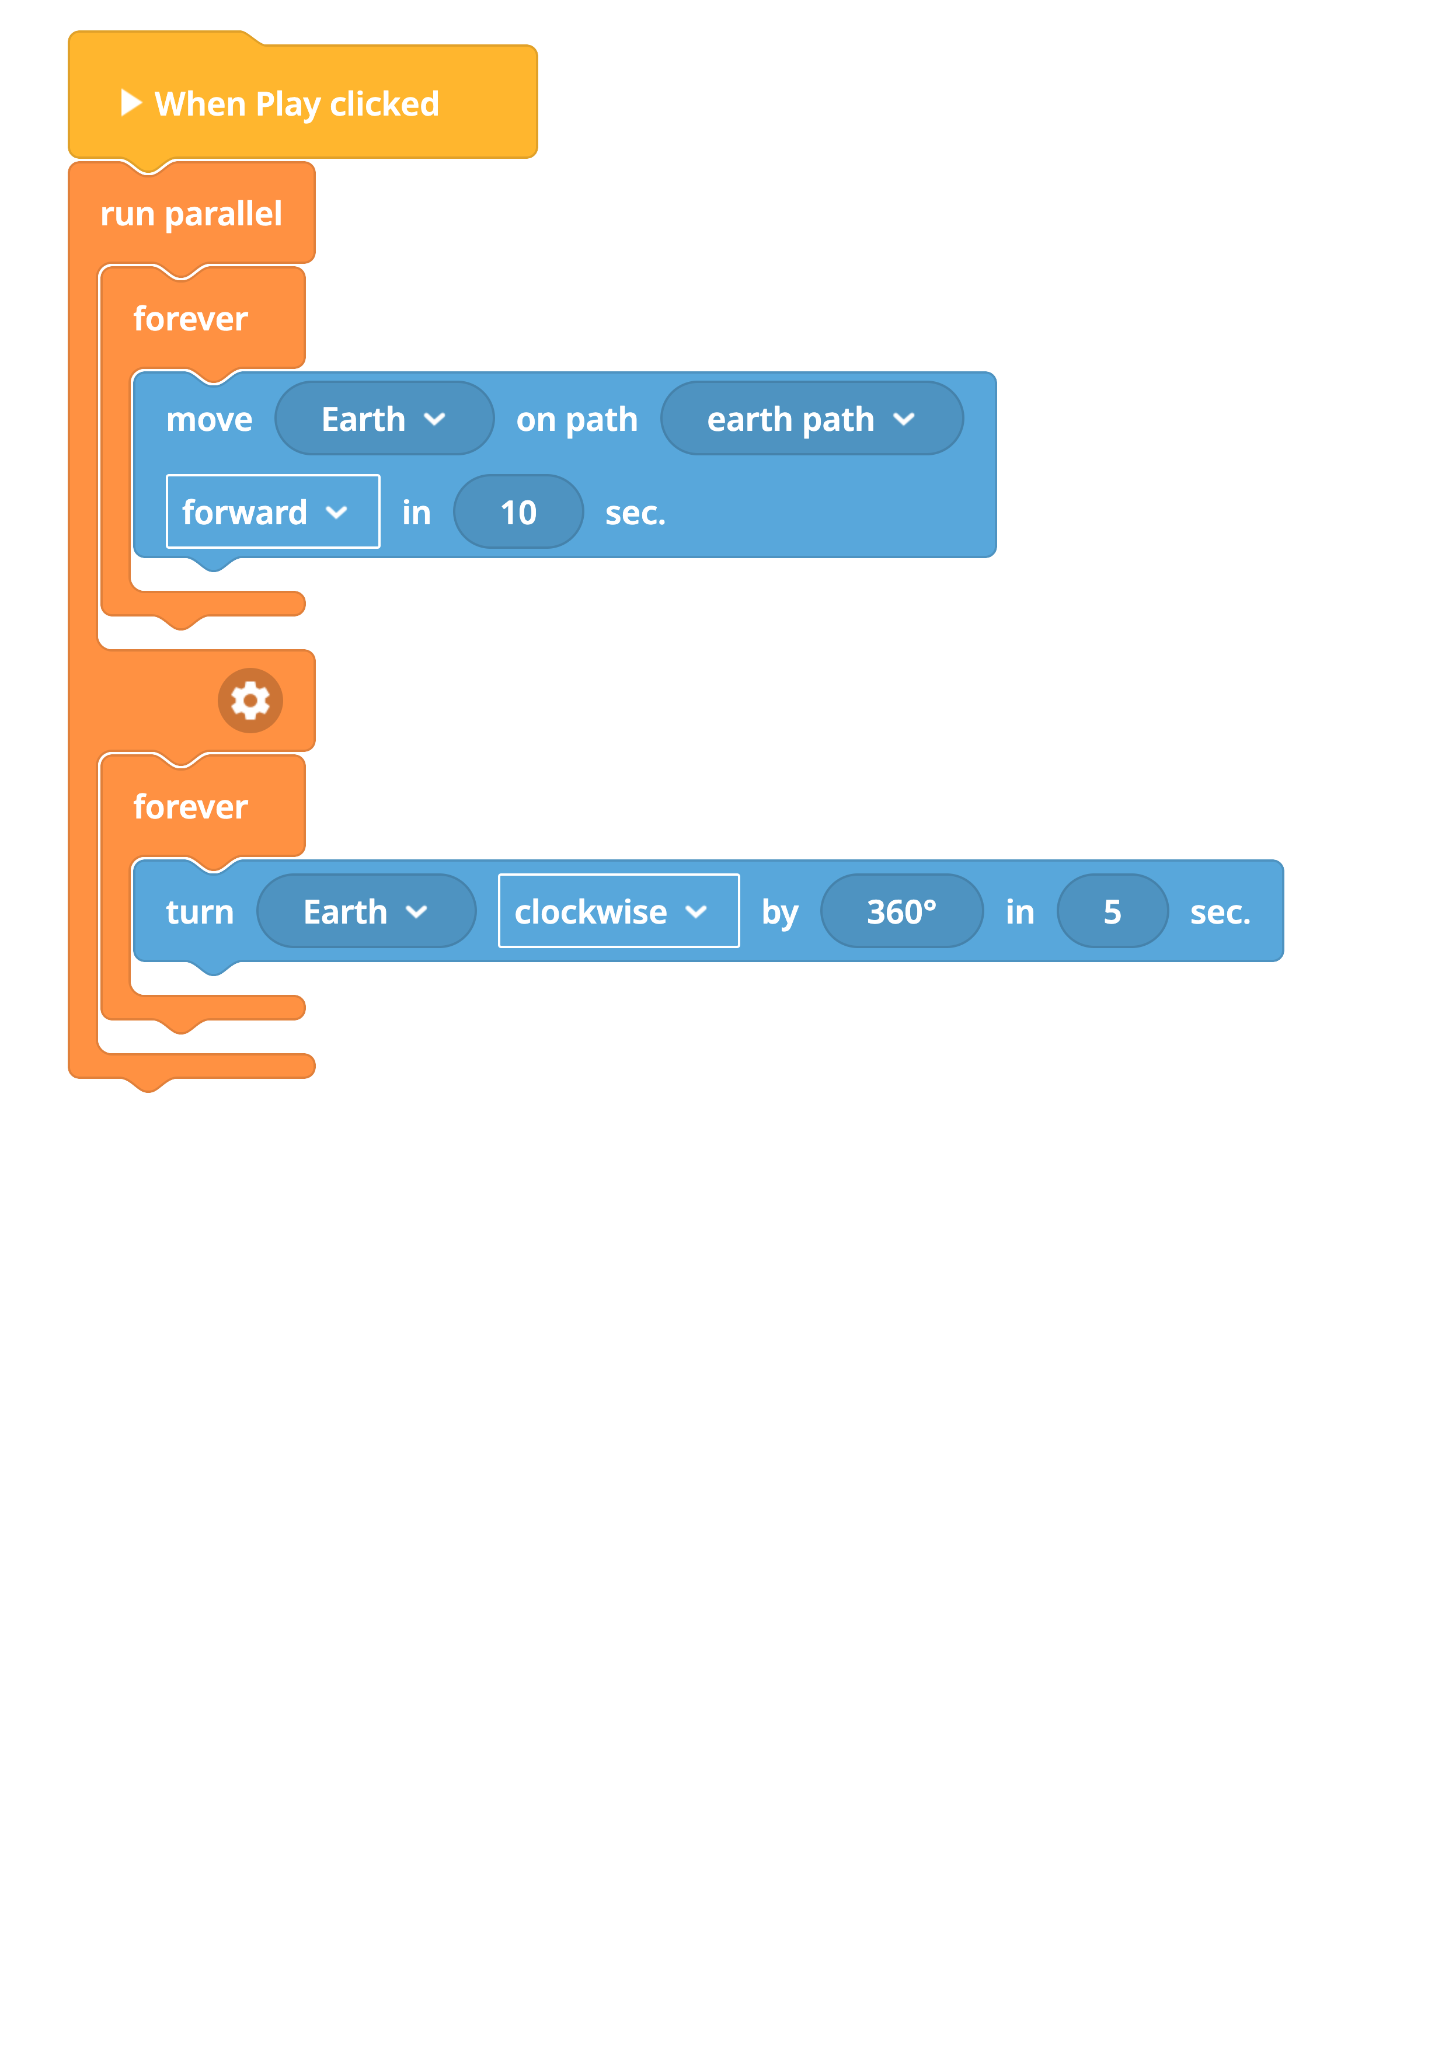 When Play clicked
run parallel
forever
move Earth on path earth path
forward in 10 sec.
forever
turn Earth clockwise by 360° in 5 sec.